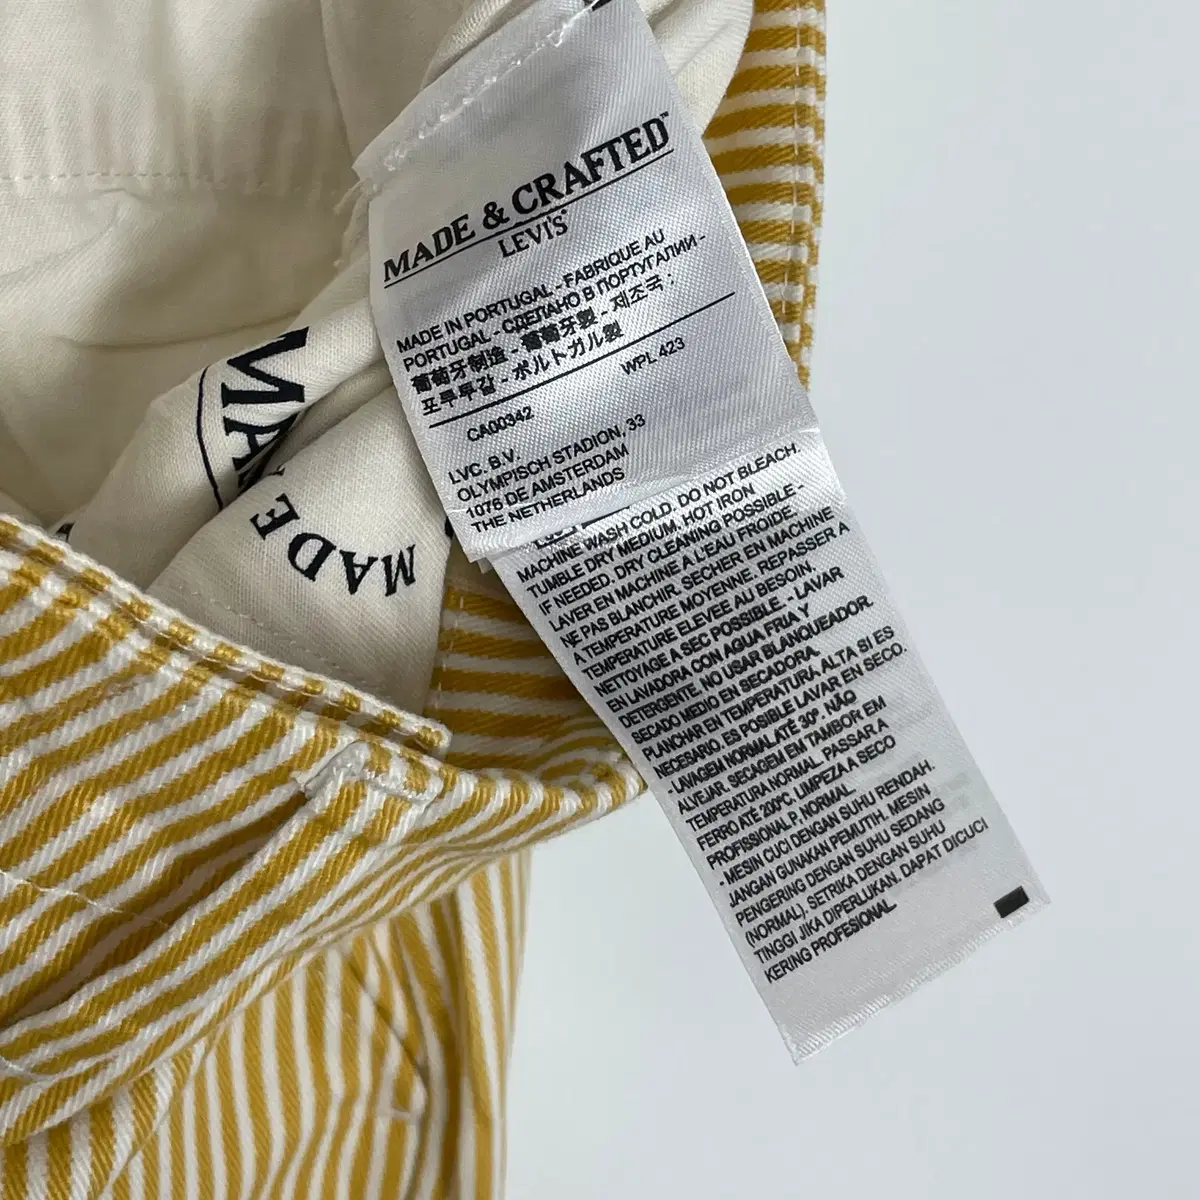 MADE & CRAFTED™
LEVI'S®
MADE IN PORTUGAL - FABRIQUE AU
PORTUGAL - СДЕЛАНО В ПОРТУГАЛИИ -
葡萄牙制造 - 葡萄牙製 - 제조국 :
포루투갈 - ポルトガル製
WPL 423
CA00342
LVC. B.V.
OLYMPISCH STADION, 33
1076 DE AMSTERDAM
THE NETHERLANDS
MACHINE WASH COLD. DO NOT BLEACH.
TUMBLE DRY MEDIUM. HOT IRON
IF NEEDED. DRY CLEANING POSSIBLE -
LAVER EN MACHINE A L'EAU FROIDE.
NE PAS BLANCHIR. SECHER EN MACHINE
A TEMPERATURE MOYENNE. REPASSER A
TEMPERATURE ELEVEE AU BESOIN.
NETTOYAGE A SEC POSSIBLE. - LAVAR
EN LAVADORA CON AGUA FRIA Y
DETERGENTE. NO USAR BLANQUEADOR.
SECADO MEDIO EN SECADORA.
PLANCHAR EN TEMPERATURA ALTA SI ES
NECESARIO. ES POSIBLE LAVAR EN SECO.
- LAVAGEM NORMAL ATÉ 30º. NÃO
ALVEJAR. SECAGEM EM TAMBOR EM
TEMPERATURA NORMAL. PASSAR A
FERRO ATÉ 200ºC. LIMPEZA A SECO
PROFISSIONAL P, NORMAL.
- MESIN CUCI DENGAN SUHU RENDAH.
JANGAN GUNAKAN PEMUTIH. MESIN
PENGERING DENGAN SUHU SEDANG
(NORMAL). SETRIKA DENGAN SUHU
TINGGI JIKA DIPERLUKAN. DAPAT DICUCI
KERING PROFESIONAL.
MADE
MADE